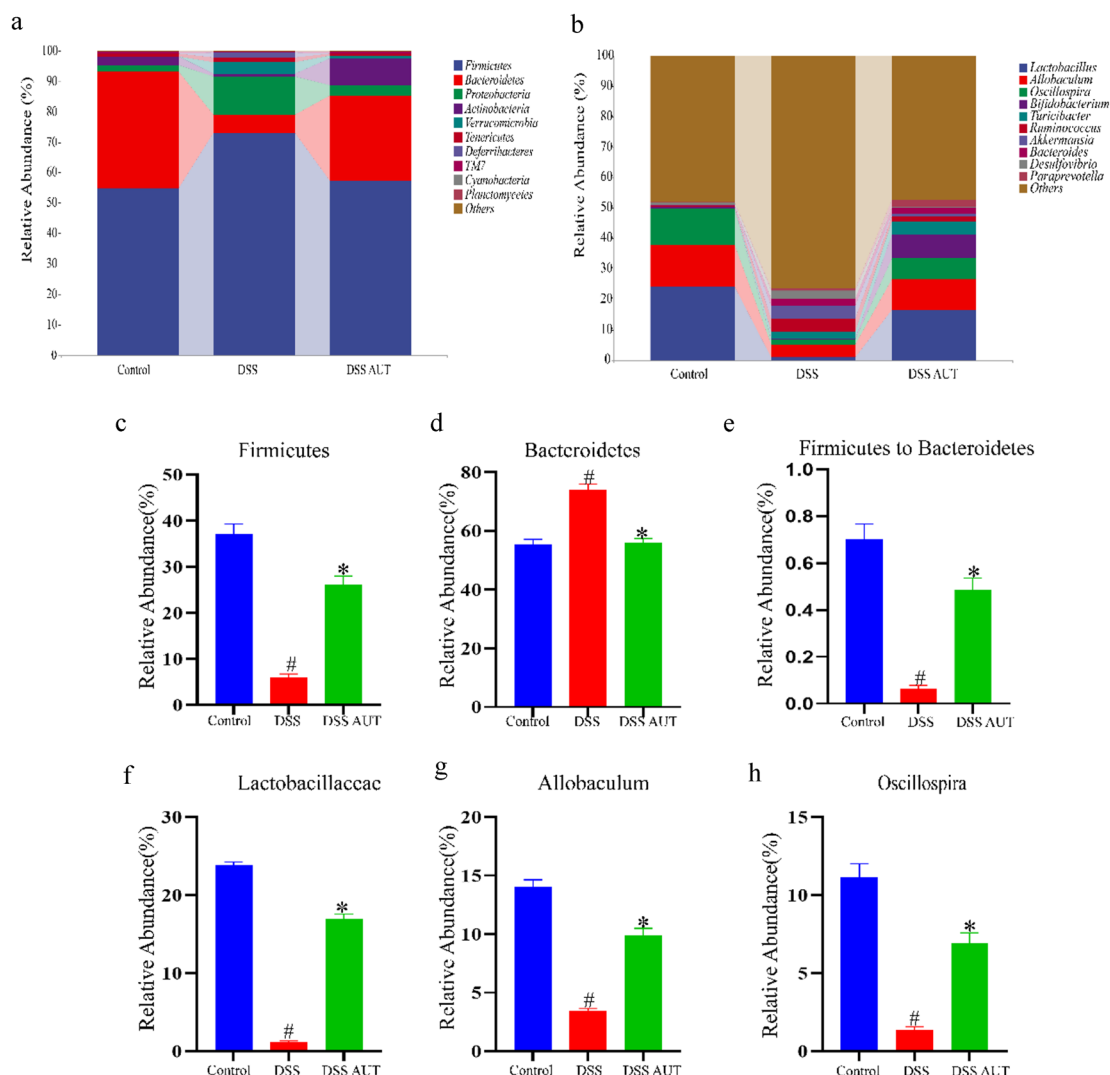 a
Relative Abundance (%)
100-
90-
80-
70-
60-
50-
40-
30-
20-
10-
0
Control
DSS
DSS AUT
Firmicutes
Bacteroidetes
Proteobacteria
Actinobacteria
Verrucomicrobia
Tenericutes
Deferribacteres
TM7
Cyanobacteria
Planctomycetes
Others
b
Relative Abundance (%)
100
90
80
70
60
50
40
30
20
10
0
Control
DSS
DSS AUT
Lactobacillus
Allobaculum
Oscillospira
Bifidobacterium
Turicibacter
Ruminococcus
Akkermansia
Bacteroides
Desulfovibrio
Paraprevotella
Others
c
Firmicutes
Relative Abundance(%)
50
40
30
20
10
0
#
*
Control
DSS
DSS AUT
d
Bacteroidetes
Relative Abundance(%)
80
60
40
20
0
#
*
Control
DSS
DSS AUT
e
Firmicutes to Bacteroidetes
Relative Abundance(%)
1.0
0.8
0.6
0.4
0.2
0.0
#
*
Control
DSS
DSS AUT
f
Lactobacillaceae
Relative Abundance(%)
30
20
10
0
#
*
Control
DSS
DSS AUT
g
Allobaculum
Relative Abundance(%)
20
15
10
5
0
#
*
Control
DSS
DSS AUT
h
Oscillospira
Relative Abundance(%)
15
10
5
0
#
*
Control
DSS
DSS AUT